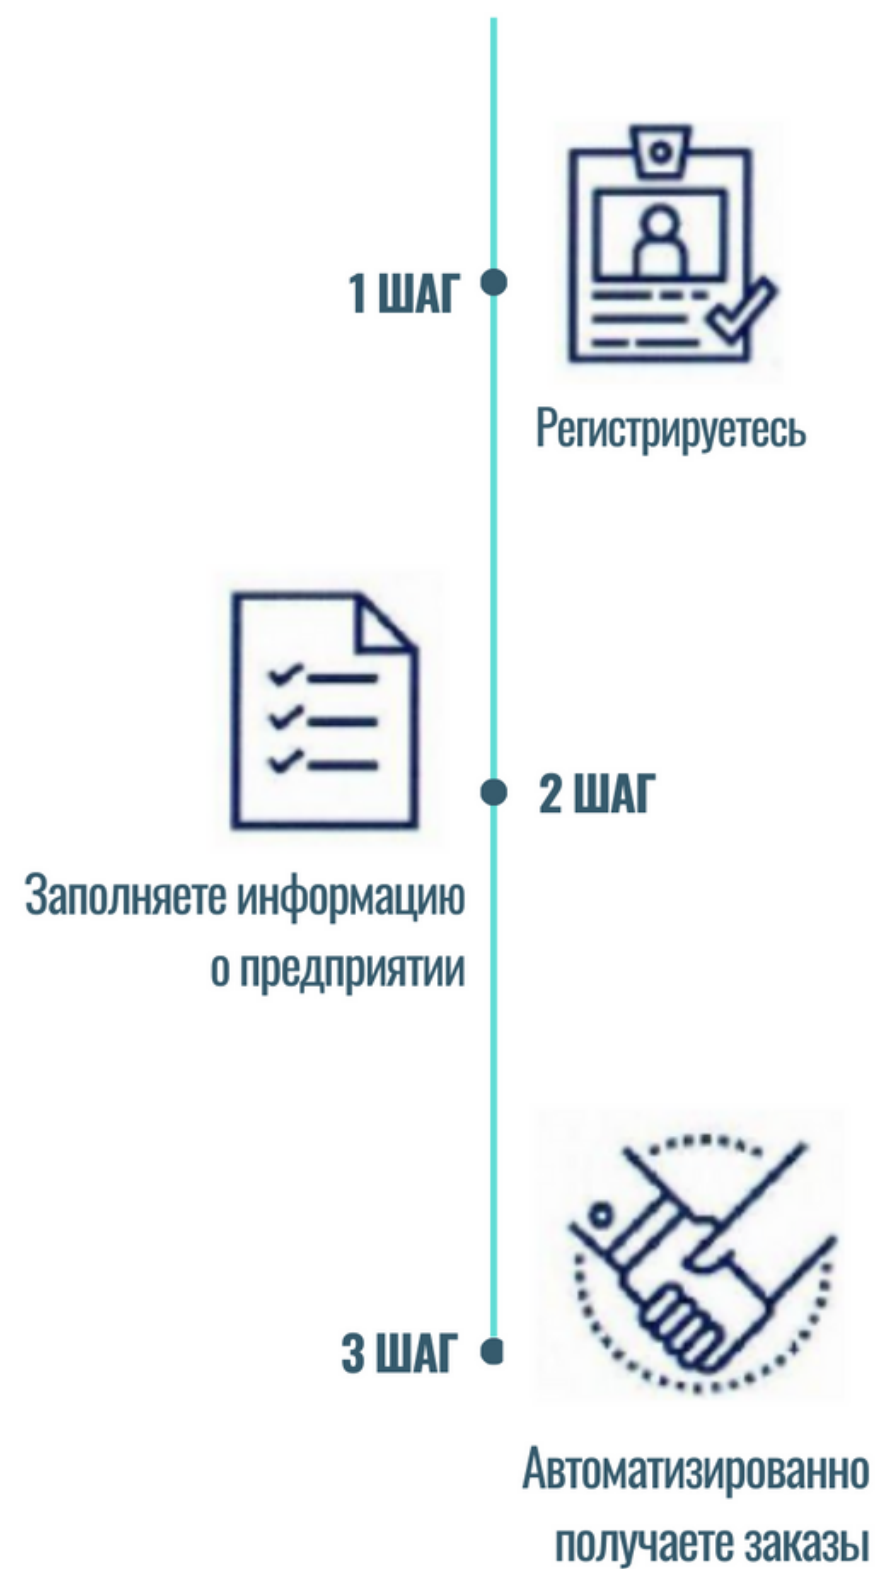 1 ШАГ
Регистрируетесь
2 ШАГ
Заполняете информацию
о предприятии
3 ШАГ
Автоматизированно
получаете заказы